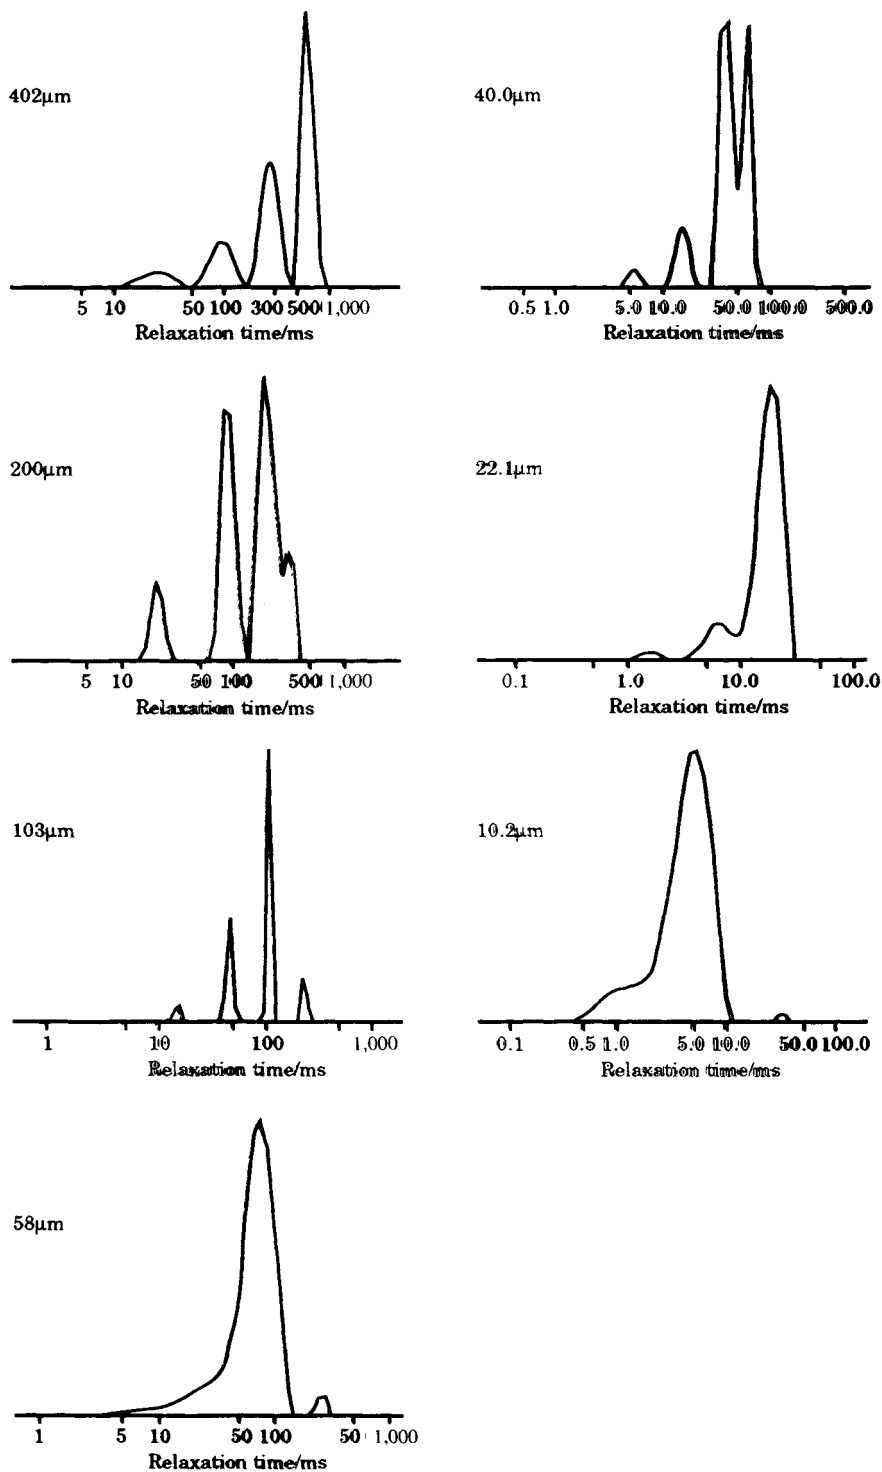 402μm
5 10 50 100 300 500 1,000
Relaxation time/ms
40.0μm
0.5 1.0 5.0 10.0 50.0 100.0 500.0
Relaxation time/ms
200μm
5 10 50 100 500 1,000
Relaxation time/ms
22.1μm
0.1 1.0 10.0 100.0
Relaxation time/ms
103μm
1 10 100 1,000
Relaxation time/ms
10.2μm
0.1 0.5 1.0 5.0 10.0 50.0 100.0
Relaxation time/ms
58μm
1 5 10 50 100 50 1,000
Relaxation time/ms